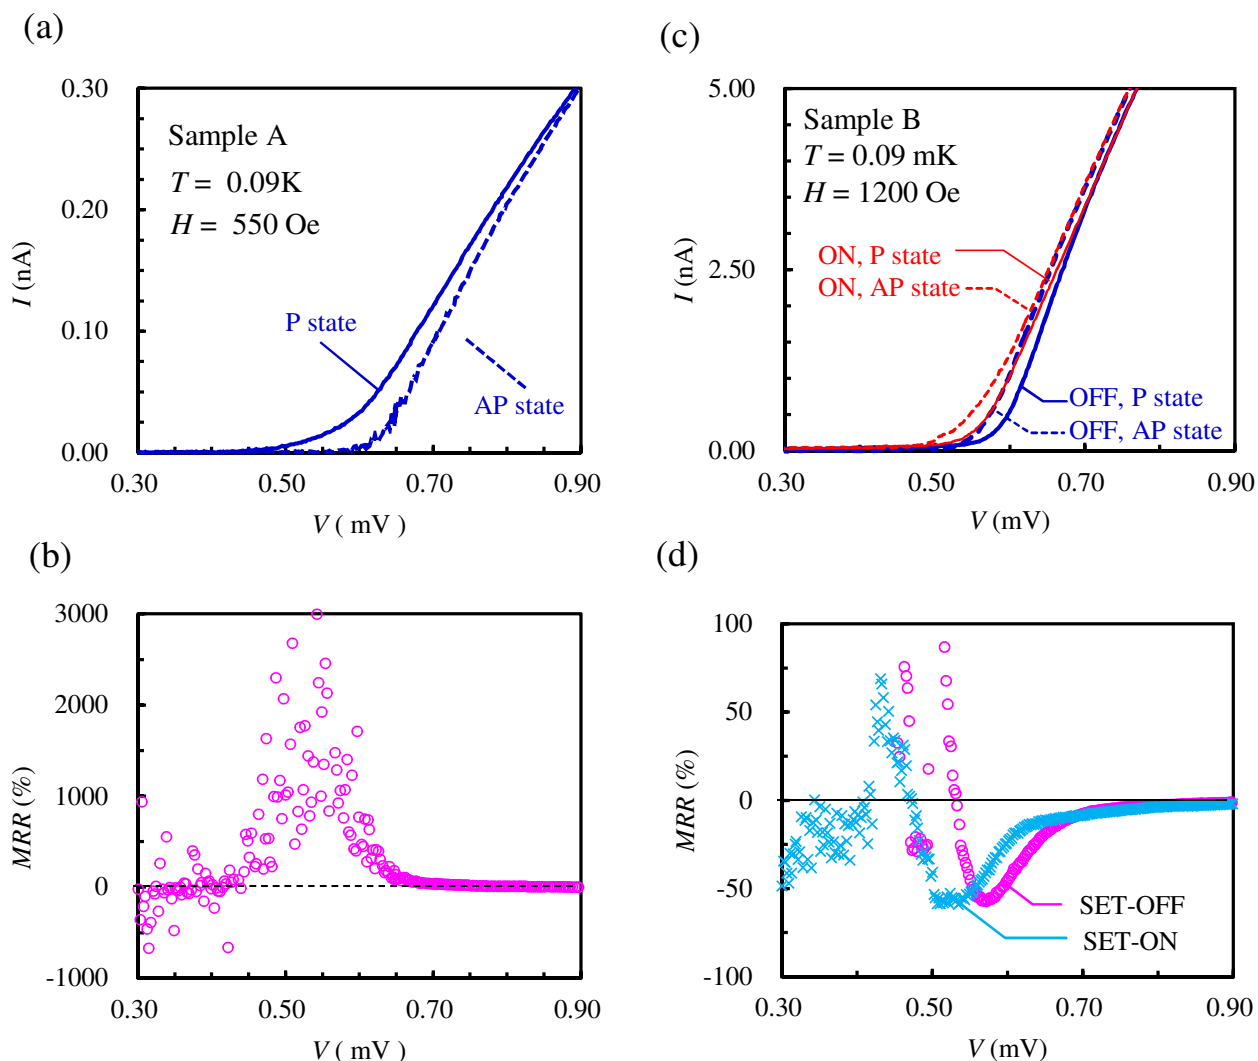 (a)
0.30
0.20
0.10
0.00
I (nA)
Sample A
T = 0.09K
H = 550 Oe
P state
AP state
0.30
0.50
0.70
0.90
V ( mV )
(c)
5.00
2.50
0.00
I (nA)
Sample B
T = 0.09 mK
H = 1200 Oe
ON, P state
ON, AP state
OFF, P state
OFF, AP state
0.30
0.50
0.70
0.90
V (mV)
(b)
3000
2000
1000
0
-1000
MRR (%)
0.30
0.50
0.70
0.90
V ( mV )
(d)
100
50
0
-50
-100
MRR (%)
SET-OFF
SET-ON
0.30
0.50
0.70
0.90
V (mV)